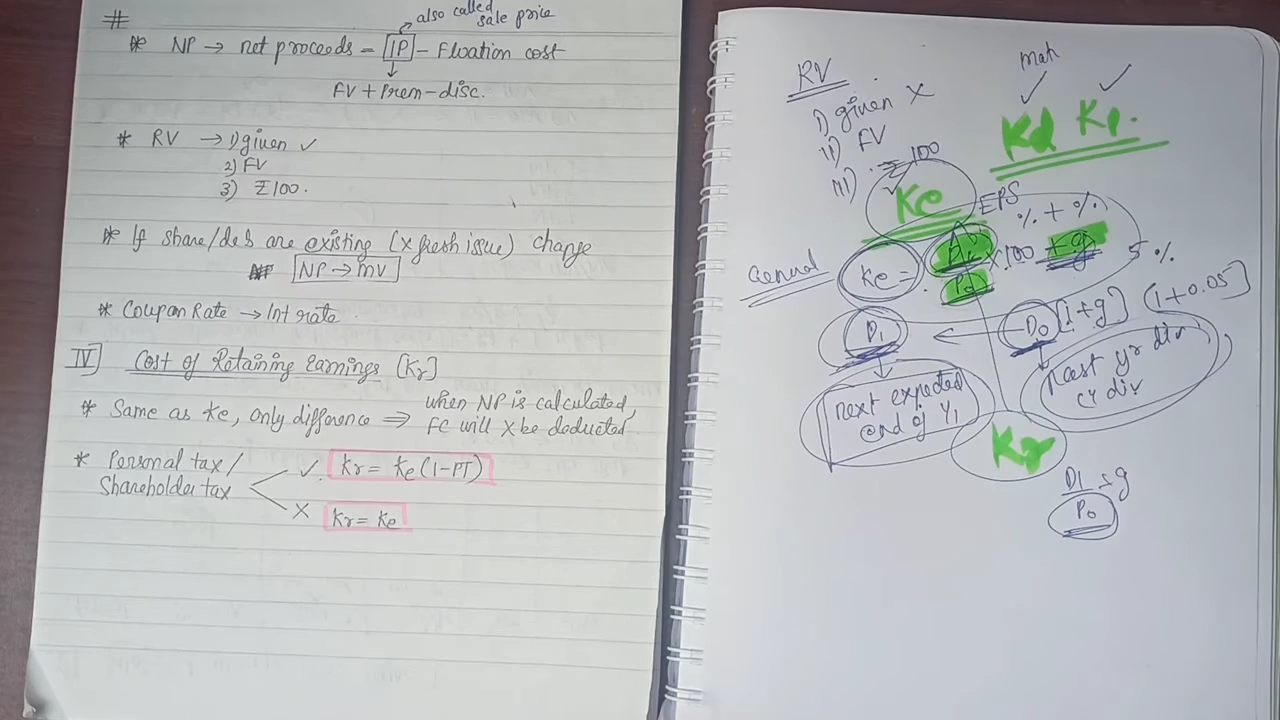 #
also called
sale price
* NP → net proceeds = IP - Floation cost
FV + Prem - disc.
* RV → 1) given ✓
2) FV
3) ₹100.
* If share/deb are existing (x fresh issue) change
NP → MV
* Coupon Rate → Int rate
IV] Cost of Retaining Earnings [Kr]
* Same as Ke, only difference ⇒ when NP is calculated,
FC will x be deducted
* Personal tax /
Shareholder tax
✓ Kr = Ke (1-PT)
x Kr = Ke
RV
i) given x
ii) FV
iii) ₹100
Kd Kp.
Ke
EPS
% + %
Ke = D1 x 100 + g
P0
5 %
D1 ← D0 [1+g] (1+0.05]
next expected
end of Y1
past yr div
cy div
Kr
D1 + g
P0